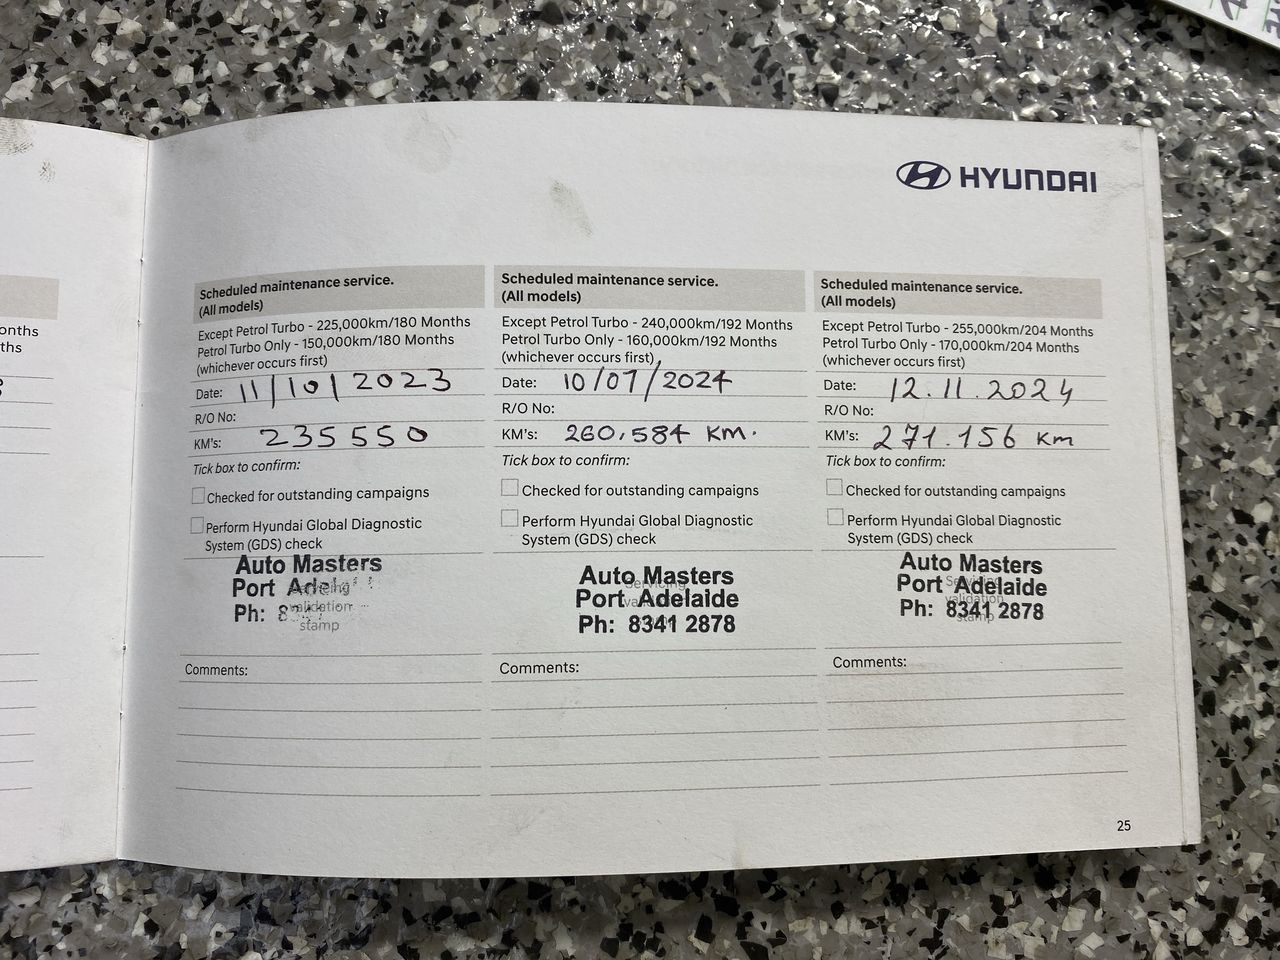 HYUNDAI
Scheduled maintenance service.
(All models)
Except Petrol Turbo - 225,000km/180 Months
Petrol Turbo Only - 150,000km/180 Months
(whichever occurs first)
Date: 11/10/2023
R/O No:
KM's: 235550
Tick box to confirm:
Checked for outstanding campaigns
Perform Hyundai Global Diagnostic
System (GDS) check
Auto Masters
Port
Ph:
validation
stamp
Comments:
Scheduled maintenance service.
(All models)
Except Petrol Turbo - 240,000km/192 Months
Petrol Turbo Only - 160,000km/192 Months
(whichever occurs first)
Date: 10/07/2024
R/O No:
KM's: 260,584 KM.
Tick box to confirm:
Checked for outstanding campaigns
Perform Hyundai Global Diagnostic
System (GDS) check
Auto Masters
Servicing
Port Adelaide
Ph: 8341 2878
Comments:
Scheduled maintenance service.
(All models)
Except Petrol Turbo - 255,000km/204 Months
Petrol Turbo Only - 170,000km/204 Months
(whichever occurs first)
Date: 12.11.2024
R/O No:
KM's: 271.156 KM
Tick box to confirm:
Checked for outstanding campaigns
Perform Hyundai Global Diagnostic
System (GDS) check
Auto Masters
Servicing
Port Adelaide
validation
Ph: 8341 2878
stamp
Comments:
25
onths
ths